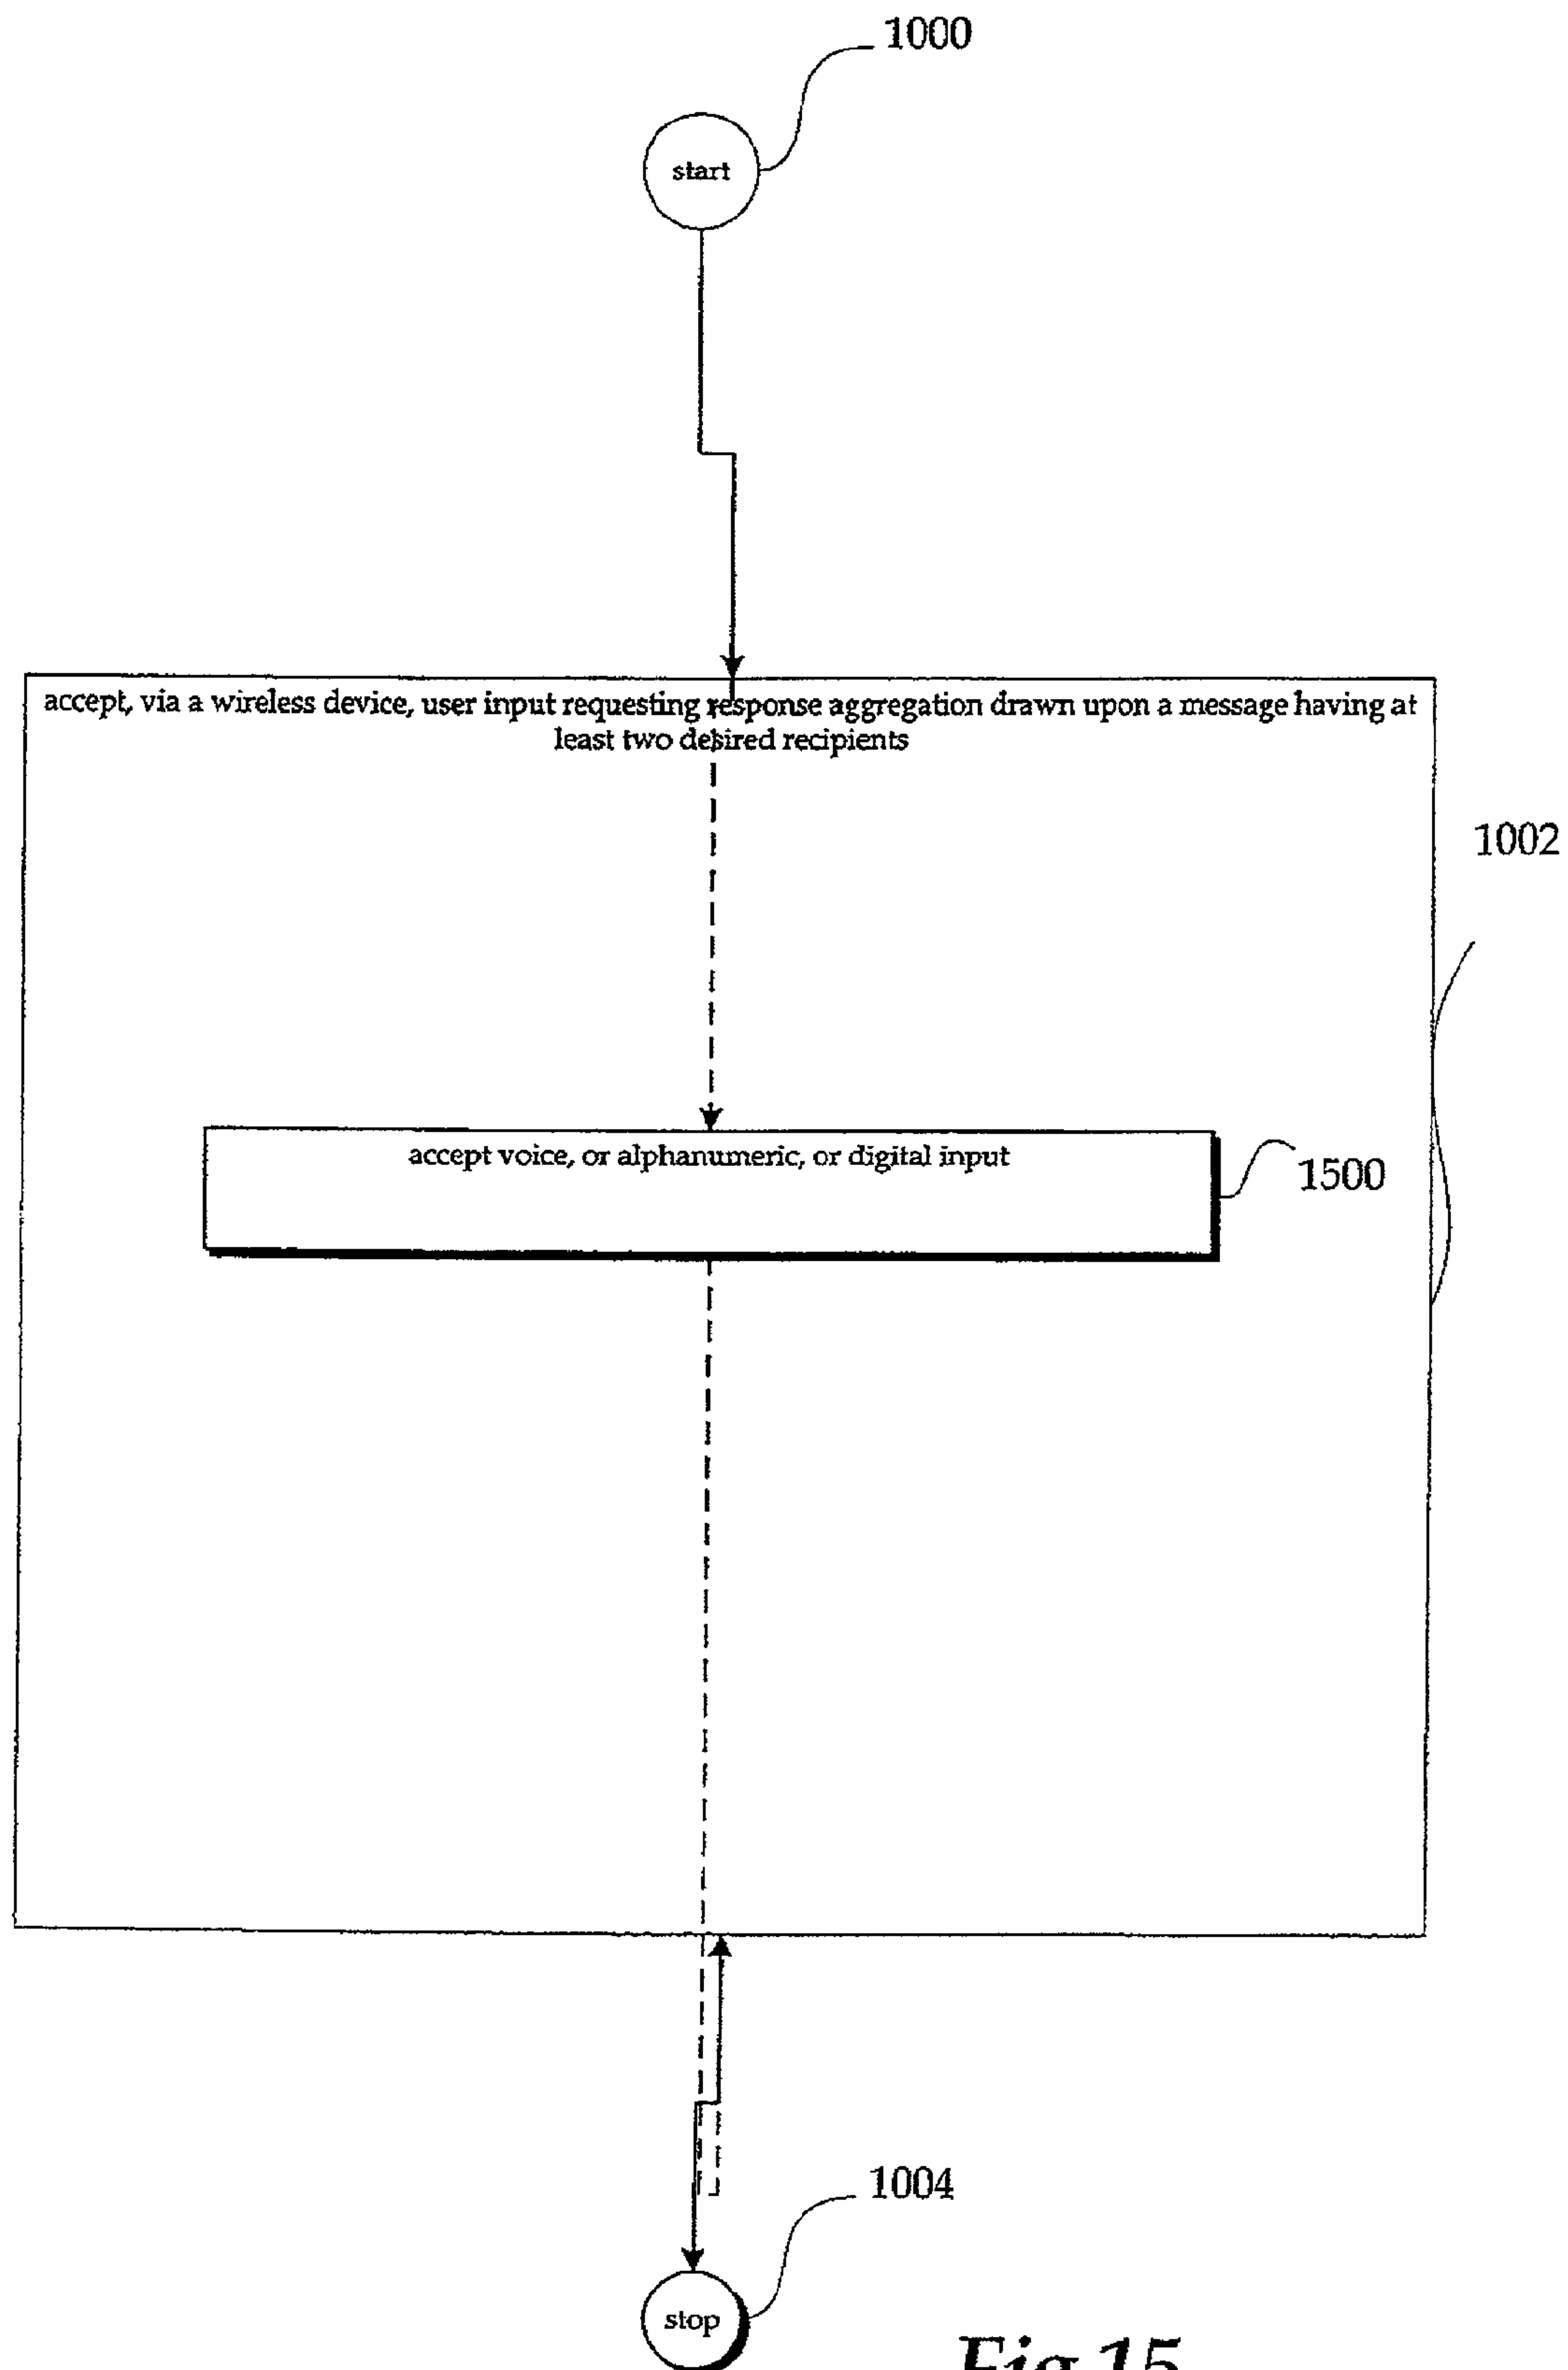 1000
start
accept, via a wireless device, user input requesting response aggregation drawn upon a message having at
least two desired recipients
1002
accept voice, or alphanumeric, or digital input
1500
1004
stop
Fig 15